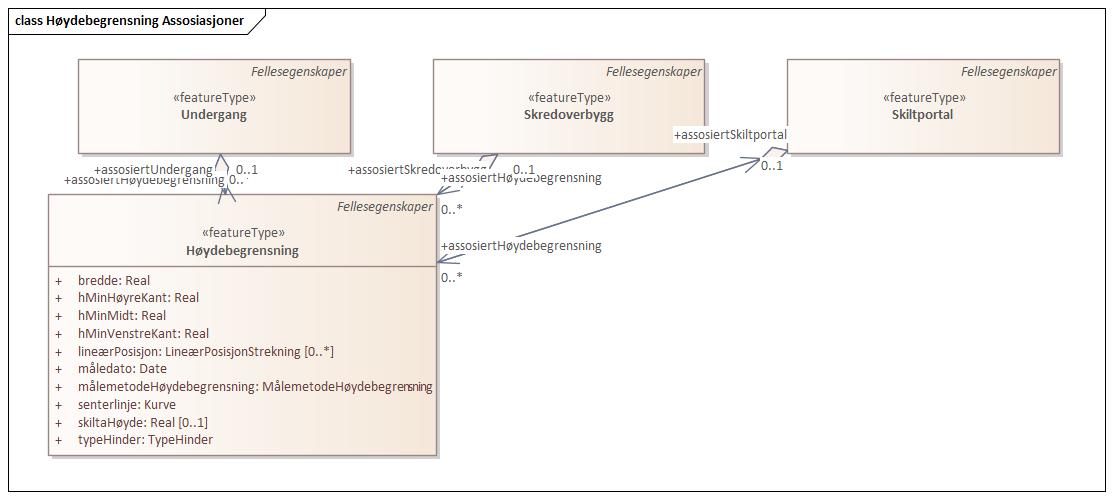 class Høydebegrensning Assosiasjoner
Fellesegenskaper
«featureType»
Undergang
Fellesegenskaper
«featureType»
Skredoverbygg
Fellesegenskaper
«featureType»
Skiltportal
+assosiertSkiltportal
0..1
+assosiertUndergang
0..1
+assosiertHøydebegrensning
0..*
0..1
+assosiertHøydebegrensning
0..*
+assosiertHøydebegrensning
0..*
Fellesegenskaper
«featureType»
Høydebegrensning
+ bredde: Real
+ hMinHøyreKant: Real
+ hMinMidt: Real
+ hMinVenstreKant: Real
+ lineærPosisjon: LineærPosisjonStrekning [0..*]
+ måledato: Date
+ målemetodeHøydebegrensning: MålemetodeHøydebegrensning
+ senterlinje: Kurve
+ skiltaHøyde: Real [0..1]
+ typeHinder: TypeHinder